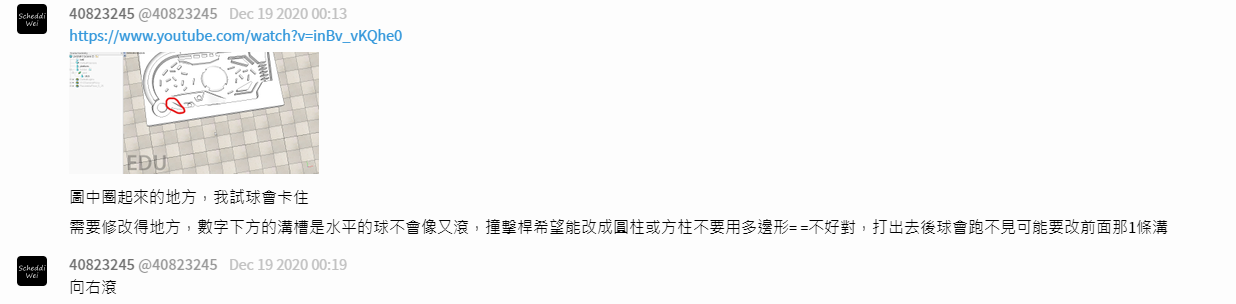 Scheddi
Wei
40823245 @40823245 Dec 19 2020 00:13
https://www.youtube.com/watch?v=inBv_vKQhe0
EDU
圖中圈起來的地方，我試球會卡住
需要修改得地方，數字下方的溝槽是水平的球不會像又滾，撞擊桿希望能改成圓柱或方柱不要用多邊形= =不好對，打出去後球會跑不見可能要改前面那1條溝
Scheddi
Wei
40823245 @40823245 Dec 19 2020 00:19
向右滾